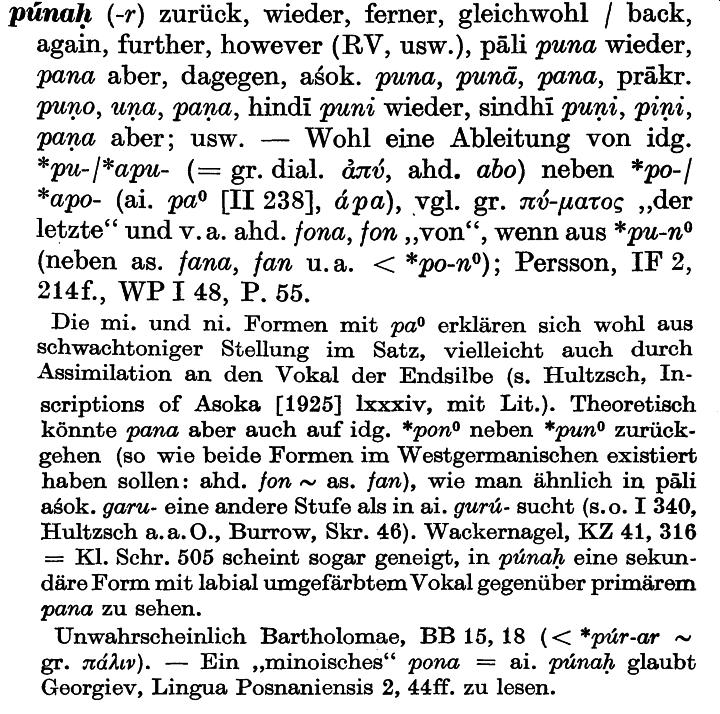 púnaḥ (-r) zurück, wieder, ferner, gleichwohl / back,
again, further, however (RV, usw.), pāli puna wieder,
pana aber, dagegen, aśok. puna, punā, pana, prākr.
puṇo, uṇa, paṇa, hindī puni wieder, sindhī puṇi, piṇi,
paṇa aber; usw. — Wohl eine Ableitung von idg.
*pu-/*apu- (= gr. dial. ἀπύ, ahd. abo) neben *po-/
*apo- (ai. pa⁰ [II 238], ápa), vgl. gr. πύ-ματος „der
letzte“ und v. a. ahd. fona, fon „von“, wenn aus *pu-n⁰
(neben as. fana, fan u. a. < *po-n⁰); Persson, IF 2,
214f., WP I 48, P. 55.
Die mi. und ni. Formen mit pa⁰ erklären sich wohl aus
schwachtoniger Stellung im Satz, vielleicht auch durch
Assimilation an den Vokal der Endsilbe (s. Hultzsch, In-
scriptions of Asoka [1925] lxxxiv, mit Lit.). Theoretisch
könnte pana aber auch auf idg. *pon⁰ neben *pun⁰ zurück-
gehen (so wie beide Formen im Westgermanischen existiert
haben sollen: ahd. fon ~ as. fan), wie man ähnlich in pāli
aśok. garu- eine andere Stufe als in ai. gurú- sucht (s. o. I 340,
Hultzsch a. a. O., Burrow, Skr. 46). Wackernagel, KZ 41, 316
= Kl. Schr. 505 scheint sogar geneigt, in púnaḥ eine sekun-
däre Form mit labial umgefärbtem Vokal gegenüber primärem
pana zu sehen.
Unwahrscheinlich Bartholomae, BB 15, 18 (< *púr-ar ~
gr. πάλιν). — Ein „minoisches“ pona = ai. púnaḥ glaubt
Georgiev, Lingua Posnaniensis 2, 44ff. zu lesen.